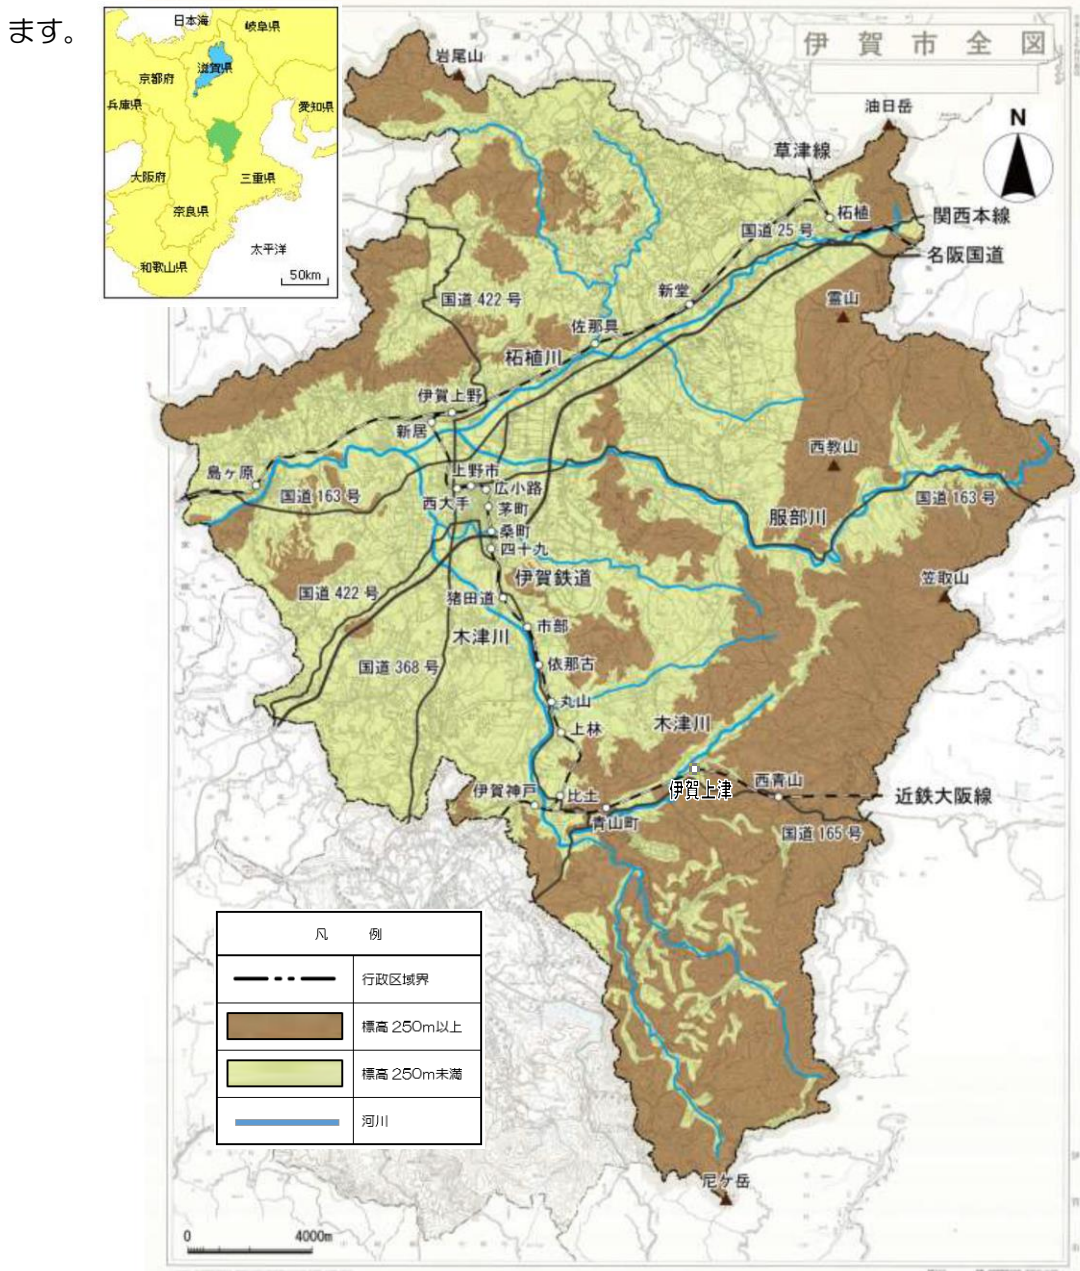 ます。
日本海
岐阜県
滋賀県
京都府
兵庫県
愛知県
大阪府
三重県
奈良県
太平洋
和歌山県
50km
伊賀市全図
岩尾山
油日岳
N
草津線
柘植
関西本線
国道25号
名阪国道
国道422号
新堂
霊山
佐那具
柘植川
伊賀上野
新居
西教山
島ヶ原
上野市
国道163号
広小路
西大手
茅町
国道163号
服部川
桑町
四十九
伊賀鉄道
笠取山
国道422号
猪田道
市部
木津川
国道368号
依那古
丸山
木津川
上林
伊賀神戸
比土
伊賀上津
西青山
近鉄大阪線
青山町
国道165号
凡例
行政区域界
標高250m以上
標高250m未満
河川
尼ケ岳
0
4000m